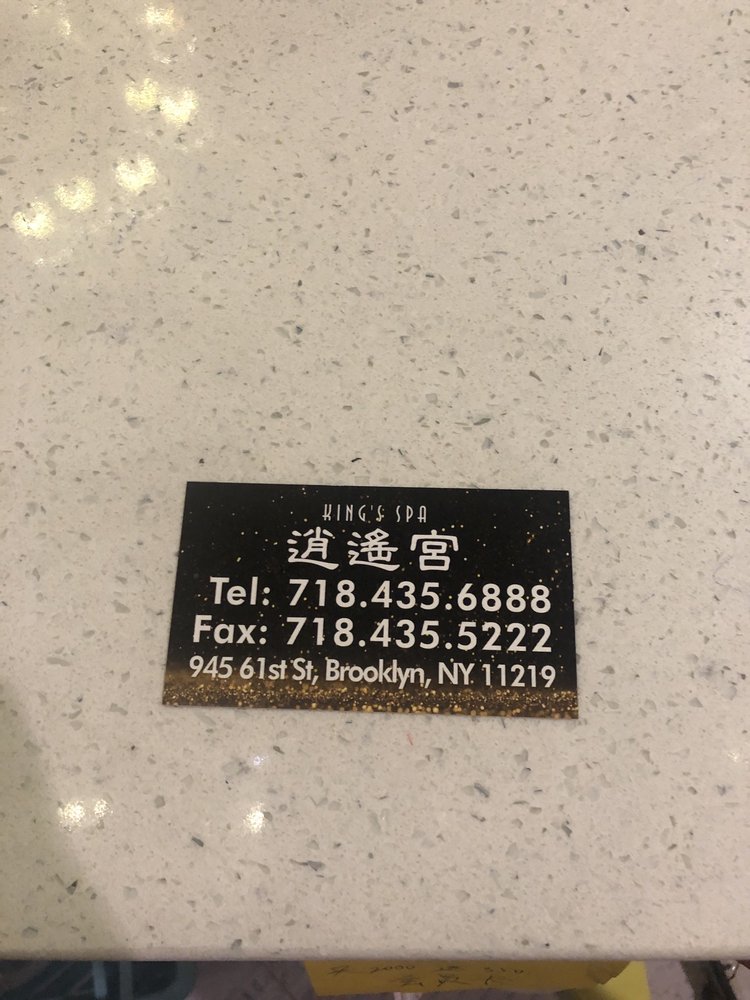 KING'S SPA
逍遙宮
Tel: 718.435.6888
Fax: 718.435.5222
945 61st St, Brooklyn, NY 11219
2000